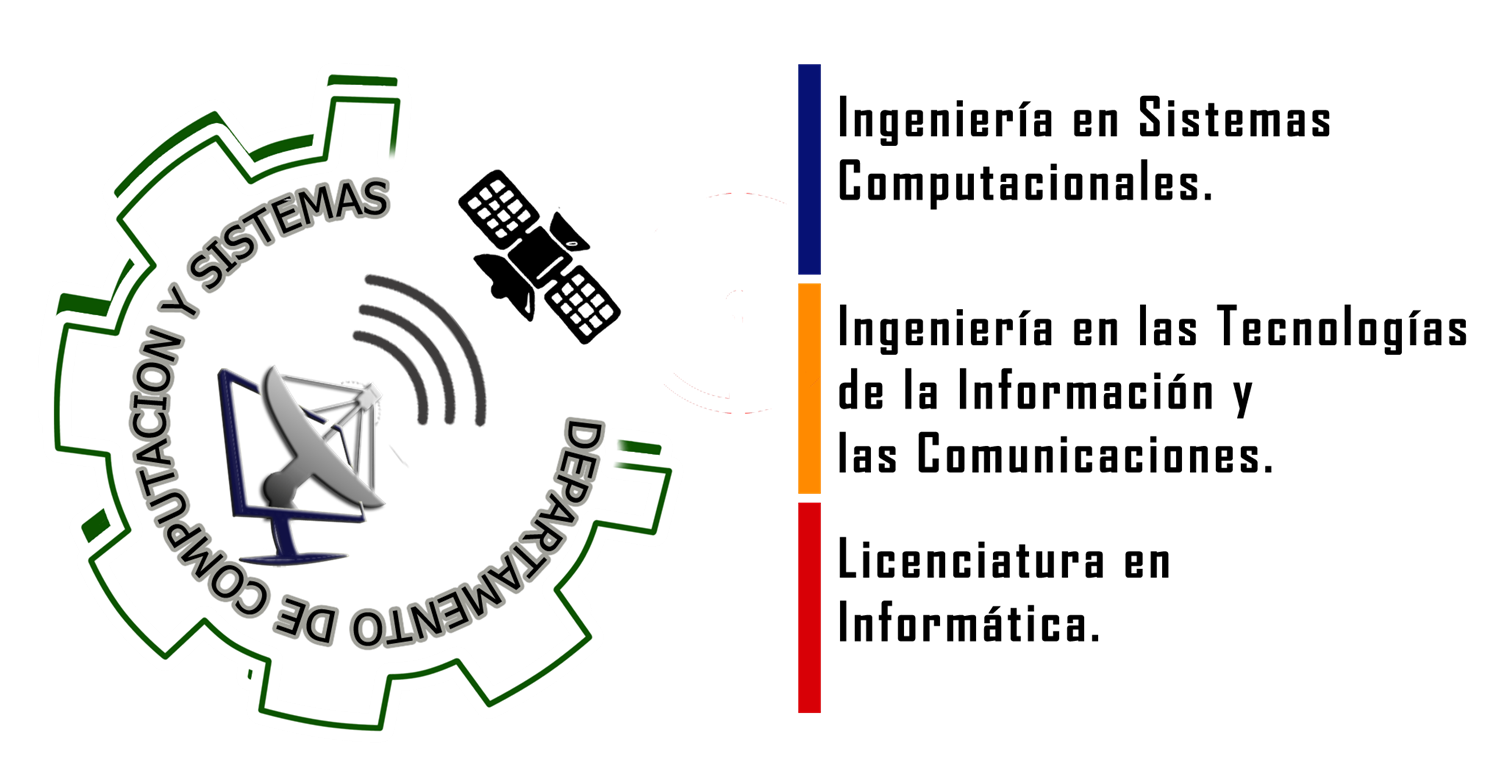 DEPARTAMENTO DE COMPUTACION Y SISTEMAS
Ingeniería en Sistemas
Computacionales.
Ingeniería en las Tecnologías
de la Información y
las Comunicaciones.
Licenciatura en
Informática.